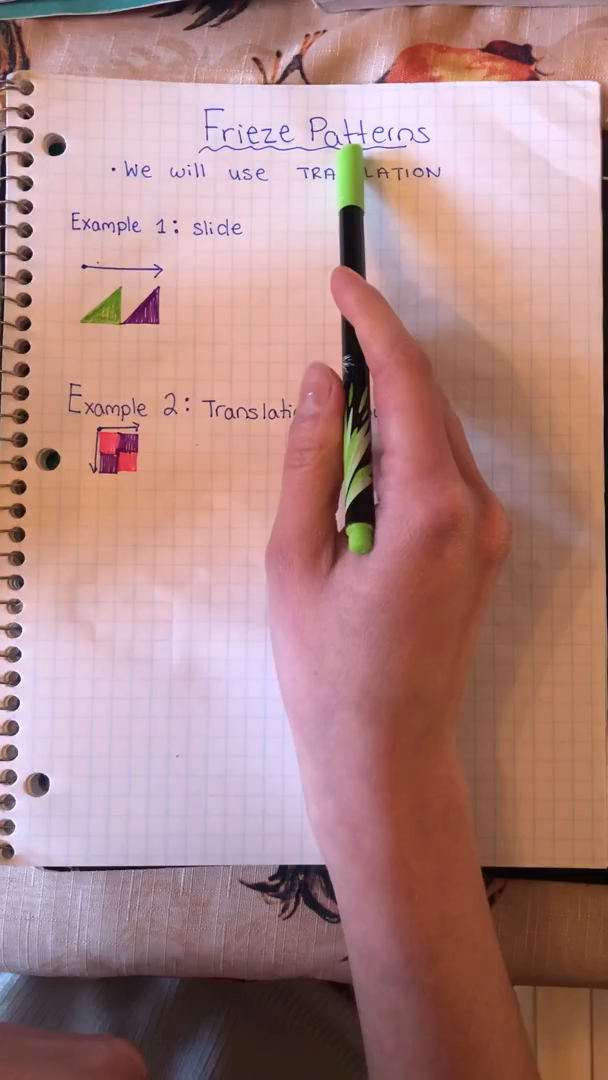 Frieze Patterns
• We will use TRA LATION
Example 1: slide
Example 2: Translati